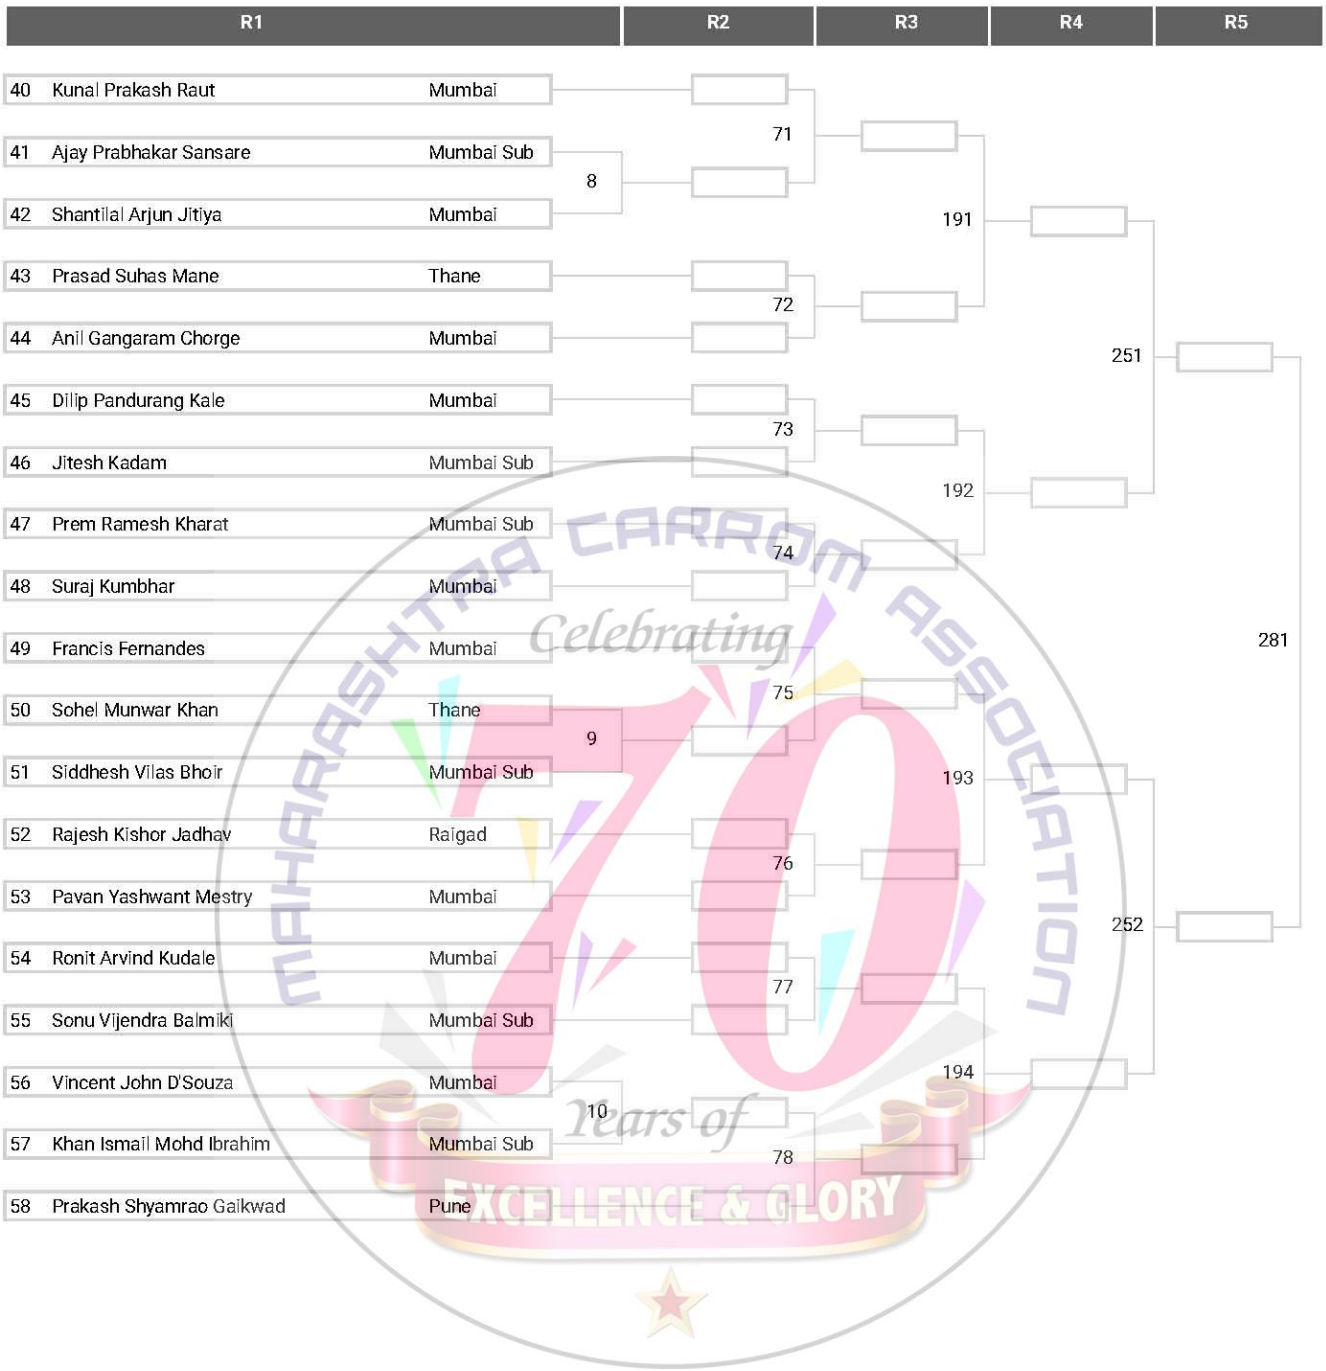 R1 R2 R3 R4 R5
40 Kunal Prakash Raut Mumbai
71
41 Ajay Prabhakar Sansare Mumbai Sub
8
42 Shantilal Arjun Jitiya Mumbai
191
43 Prasad Suhas Mane Thane
72
44 Anil Gangaram Chorge Mumbai
251
45 Dilip Pandurang Kale Mumbai
73
46 Jitesh Kadam Mumbai Sub
192
47 Prem Ramesh Kharat Mumbai Sub
74
48 Suraj Kumbhar Mumbai
49 Francis Fernandes Mumbai
281
75
50 Sohel Munwar Khan Thane
9
51 Siddhesh Vilas Bhoir Mumbai Sub
193
52 Rajesh Kishor Jadhav Raigad
76
53 Pavan Yashwant Mestry Mumbai
252
54 Ronit Arvind Kudale Mumbai
77
55 Sonu Vijendra Balmiki Mumbai Sub
194
56 Vincent John D'Souza Mumbai
10
57 Khan Ismail Mohd Ibrahim Mumbai Sub
78
58 Prakash Shyamrao Gaikwad Pune
MAHARASHTRA CARROM ASSOCIATION
Celebrating
70
Years of
EXCELLENCE & GLORY